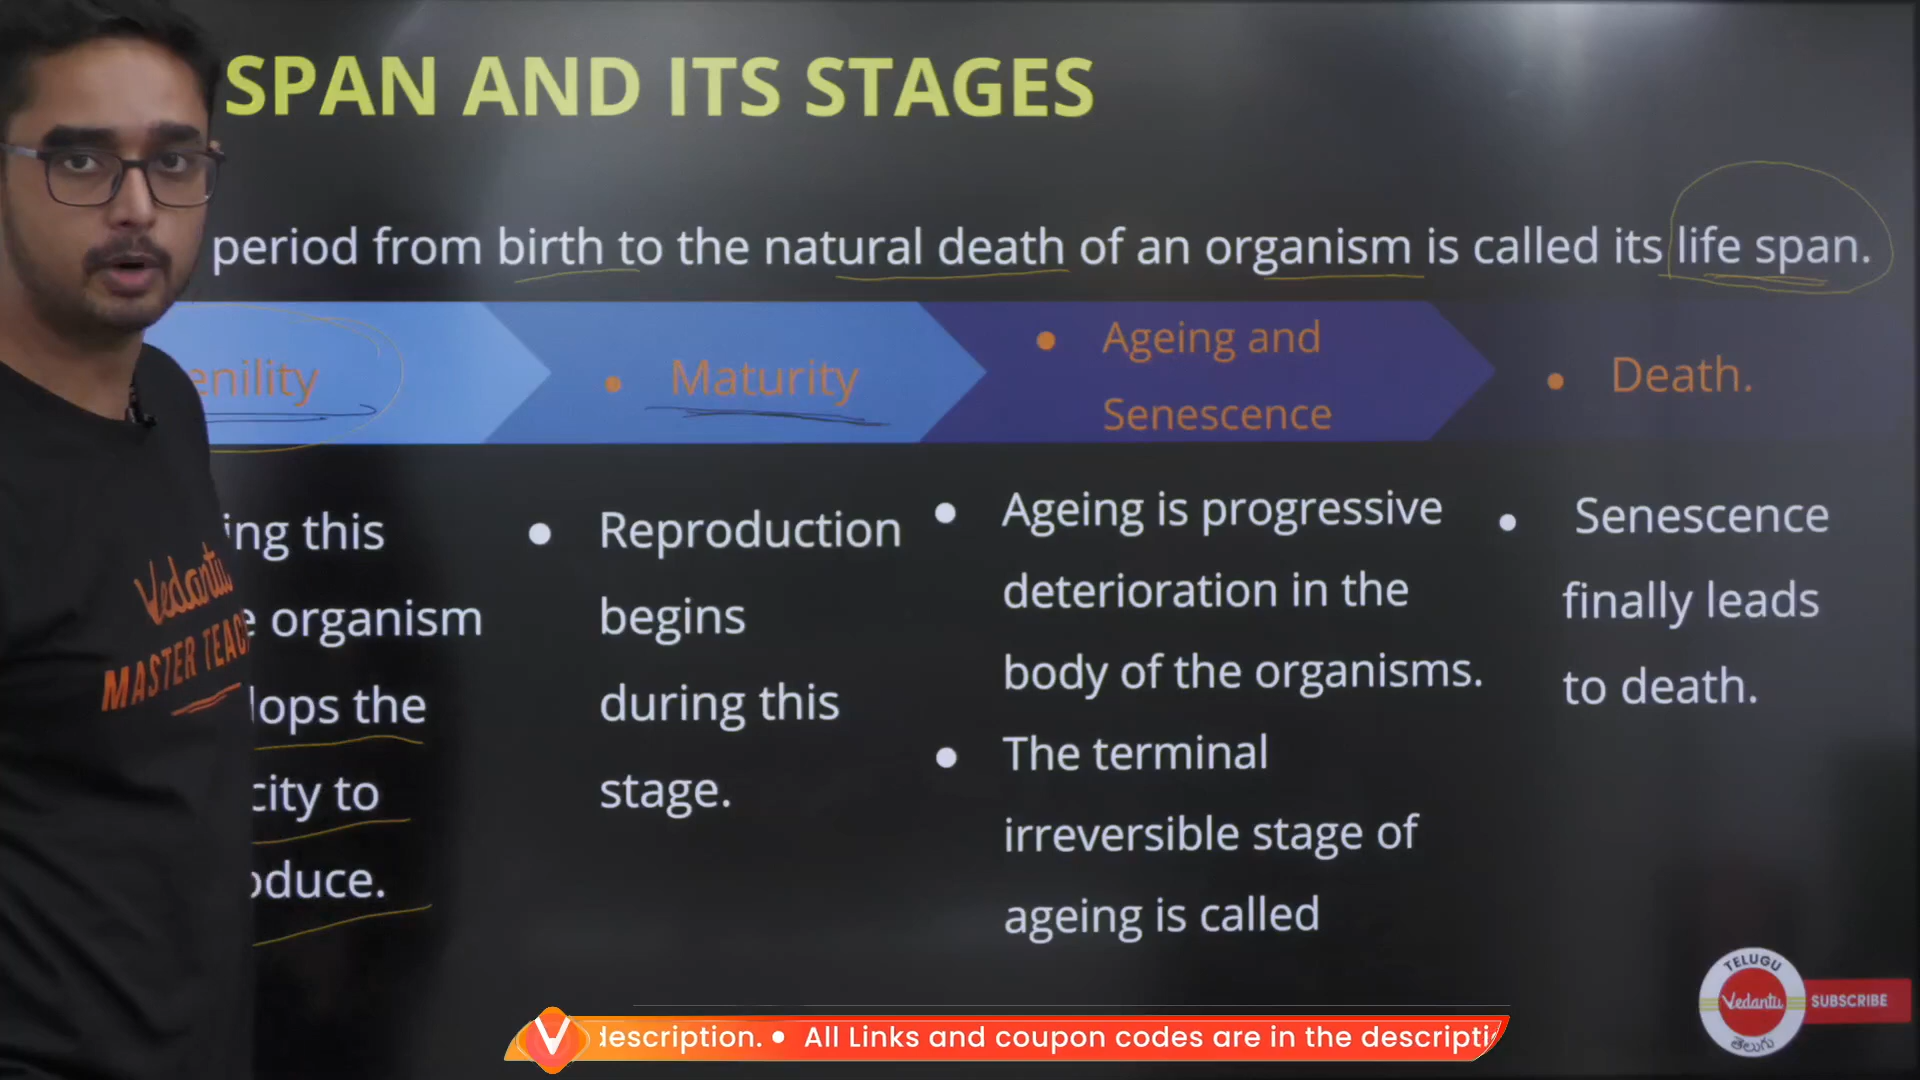 SPAN AND ITS STAGES
period from birth to the natural death of an organism is called its life span.
enility
• Maturity
• Ageing and
Senescence
• Death.
ing this
e organism
lops the
city to
oduce.
• Reproduction
begins
during this
stage.
• Ageing is progressive
deterioration in the
body of the organisms.
• The terminal
irreversible stage of
ageing is called
• Senescence
finally leads
to death.
Vedantu
MASTER TEAC
TELUGU
Vedantu
తెలుగు
SUBSCRIBE
V
description. • All Links and coupon codes are in the descripti